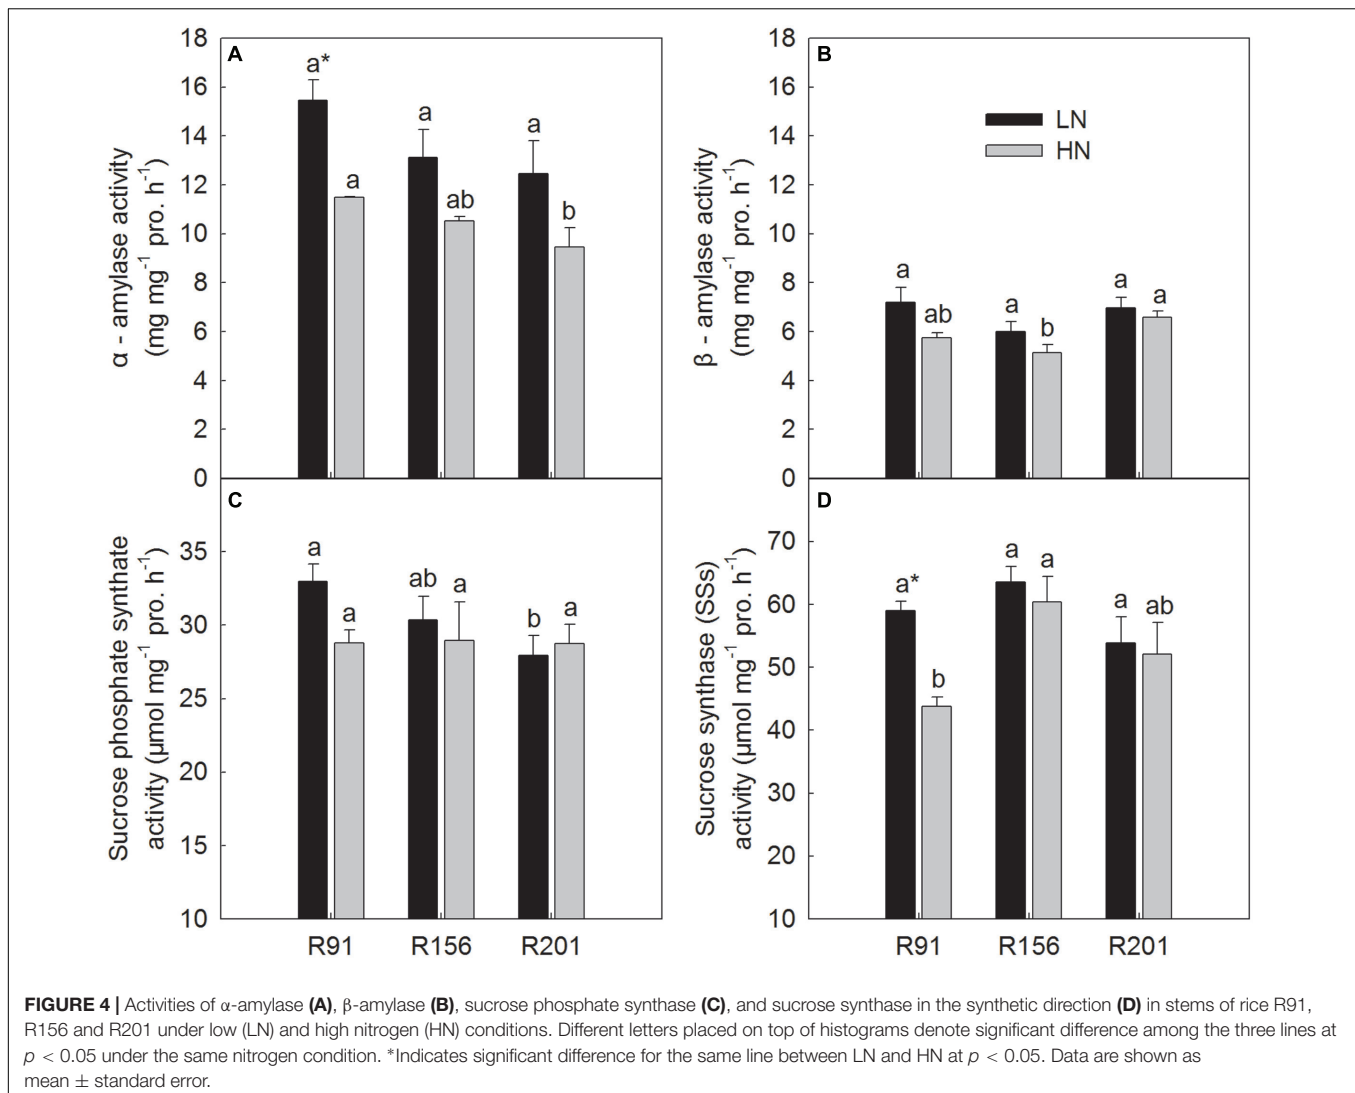 A
B
18
16
14
12
10
8
6
4
2
0
α - amylase activity
(mg mg⁻¹ pro. h⁻¹)
a*
a
a
ab
a
b
18
16
14
12
10
8
6
4
2
0
β - amylase activity
(mg mg⁻¹ pro. h⁻¹)
LN
HN
a
ab
a
b
a
a
C
35
30
25
20
15
10
Sucrose phosphate synthate
activity (µmol mg⁻¹ pro. h⁻¹)
a
a
ab
a
b
a
R91
R156
R201
D
70
60
50
40
30
20
10
Sucrose synthase (SSs)
activity (µmol mg⁻¹ pro. h⁻¹)
a*
b
a
a
a
ab
R91
R156
R201
FIGURE 4 | Activities of α-amylase (A), β-amylase (B), sucrose phosphate synthase (C), and sucrose synthase in the synthetic direction (D) in stems of rice R91,
R156 and R201 under low (LN) and high nitrogen (HN) conditions. Different letters placed on top of histograms denote significant difference among the three lines at
p < 0.05 under the same nitrogen condition. *Indicates significant difference for the same line between LN and HN at p < 0.05. Data are shown as
mean ± standard error.